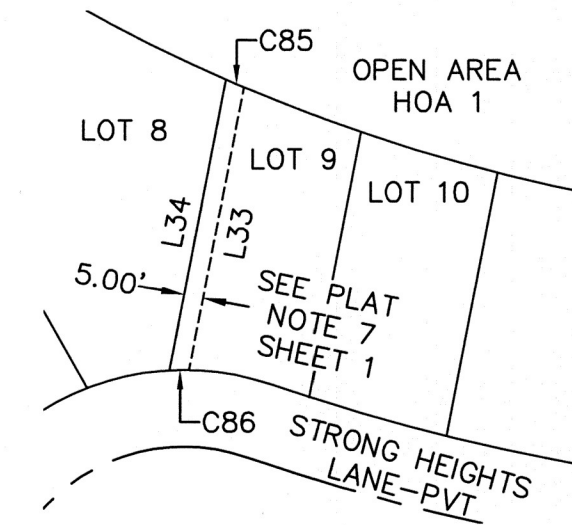 C85
OPEN AREA
HOA 1
LOT 8
LOT 9
LOT 10
L34
L33
5.00'
SEE PLAT
NOTE 7
SHEET 1
C86
STRONG HEIGHTS
LANE-PVT